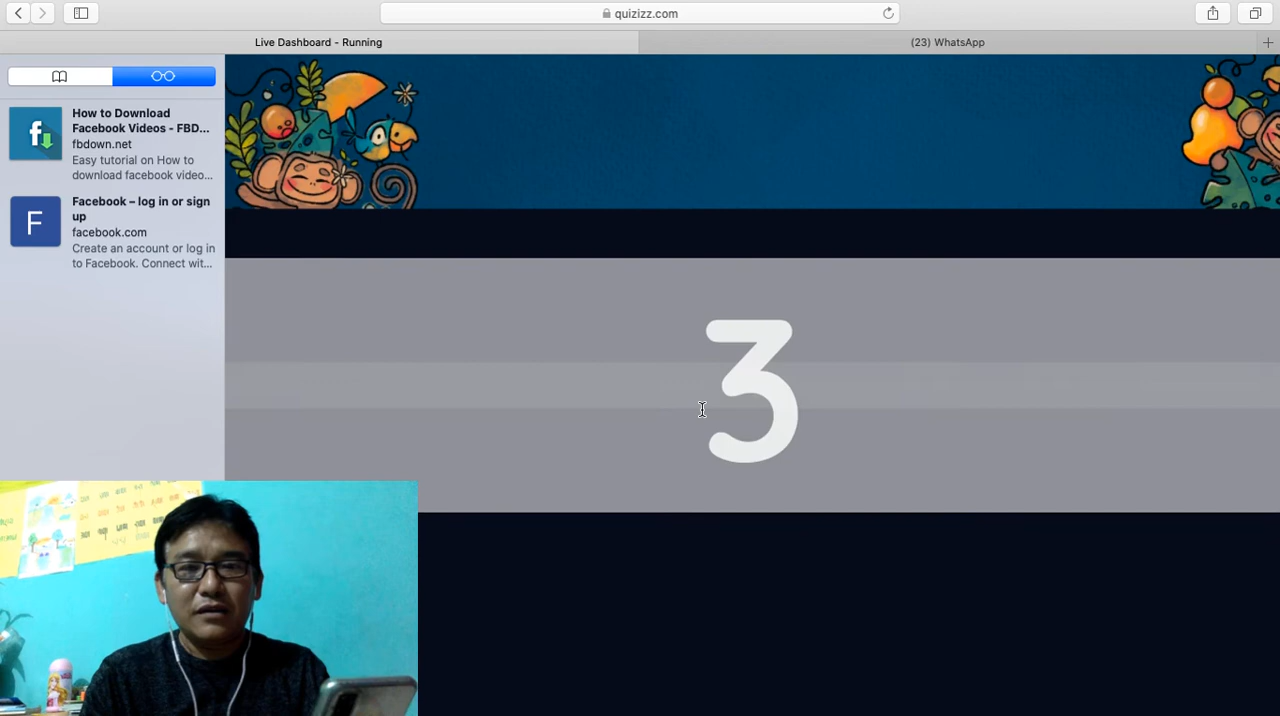 quizizz.com
Live Dashboard - Running
(23) WhatsApp
How to Download
Facebook Videos - FBD...
fbdown.net
Easy tutorial on How to
download facebook video...
F
Facebook – log in or sign
up
facebook.com
Create an account or log in
to Facebook. Connect wit...
3